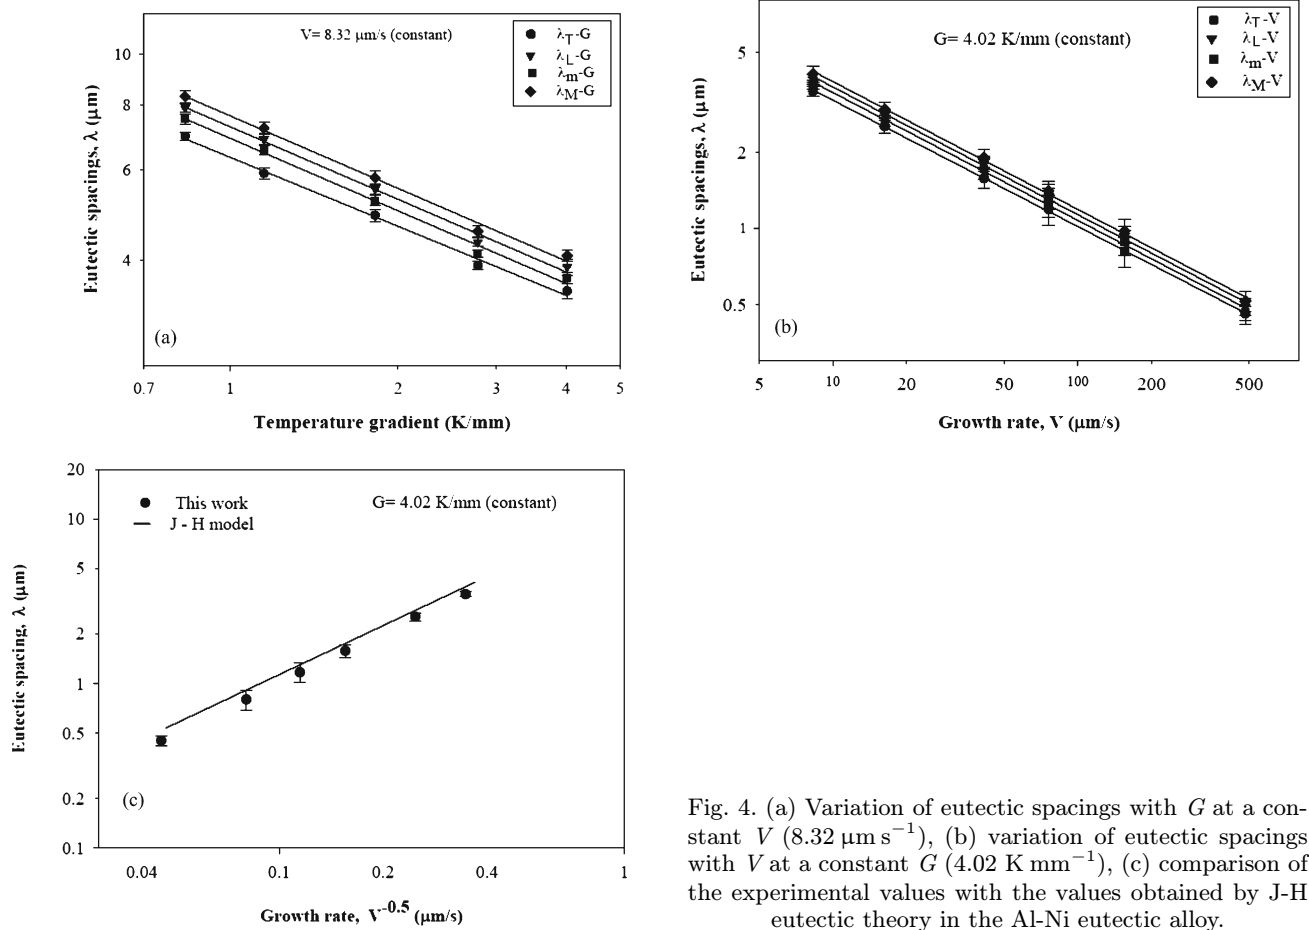 V= 8.32 μm/s (constant)
λT-G
λL-G
λm-G
λM-G
10
8
6
4
Eutectic spacings, λ (μm)
(a)
0.7 1 2 3 4 5
Temperature gradient (K/mm)
G= 4.02 K/mm (constant)
λT-V
λL-V
λm-V
λM-V
5
2
1
0.5
Eutectic spacings, λ (μm)
(b)
5 10 20 50 100 200 500
Growth rate, V (μm/s)
This work
J - H model
G= 4.02 K/mm (constant)
20
10
5
2
1
0.5
0.2
0.1
Eutectic spacing, λ (μm)
(c)
0.04 0.1 0.2 0.4 1
Growth rate, V⁻⁰·⁵ (μm/s)
Fig. 4. (a) Variation of eutectic spacings with G at a con-
stant V (8.32 μm s⁻¹), (b) variation of eutectic spacings
with V at a constant G (4.02 K mm⁻¹), (c) comparison of
the experimental values with the values obtained by J-H
eutectic theory in the Al-Ni eutectic alloy.